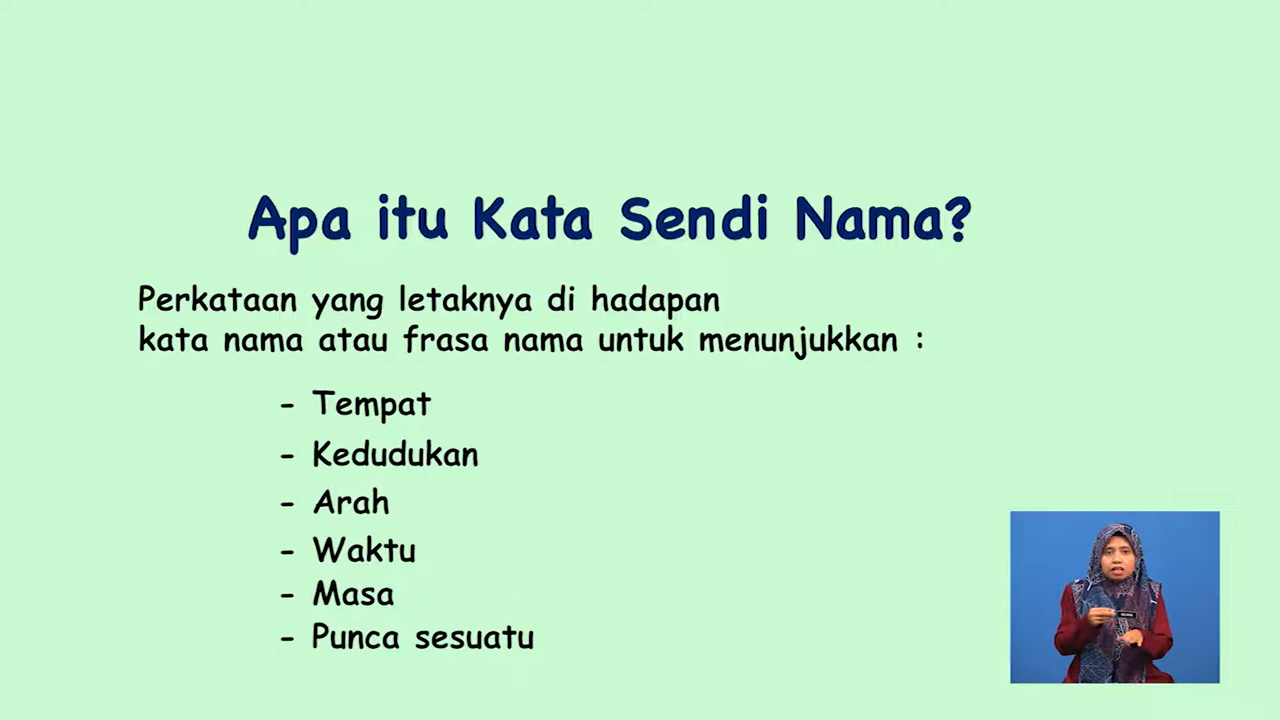 Apa itu Kata Sendi Nama?
Perkataan yang letaknya di hadapan
kata nama atau frasa nama untuk menunjukkan :
- Tempat
- Kedudukan
- Arah
- Waktu
- Masa
- Punca sesuatu